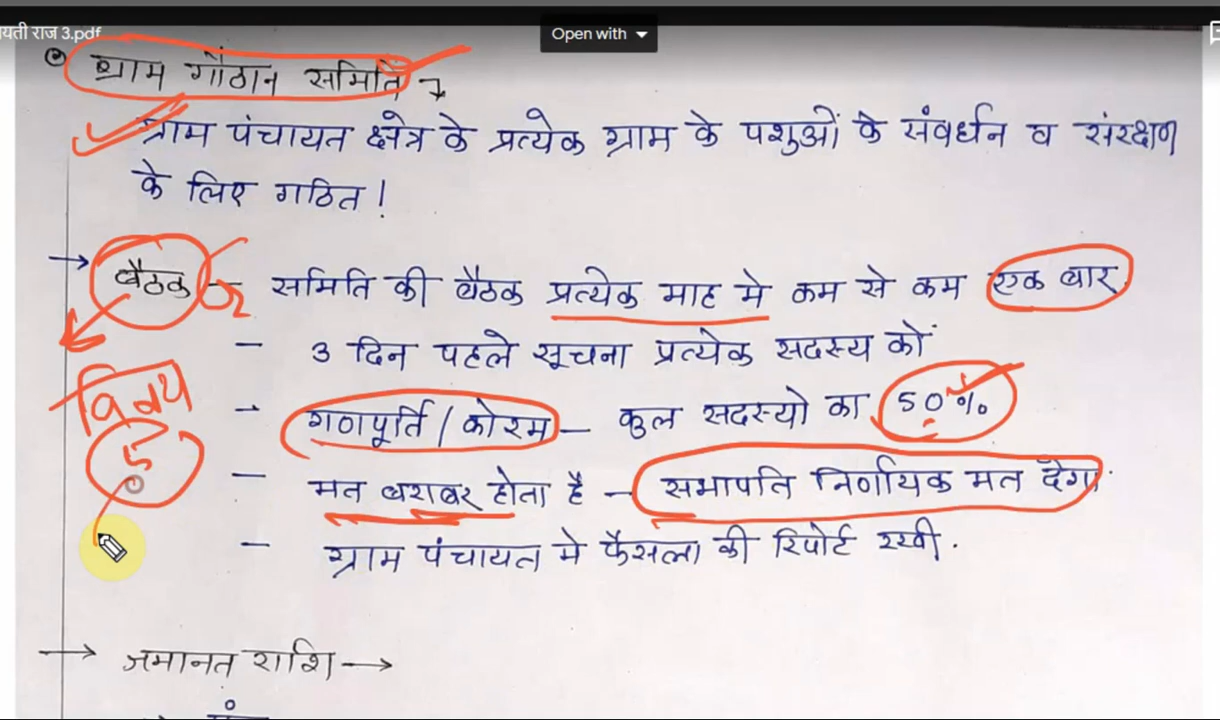 यती राज 3.pdf
Open with
ग्राम गौठान समिति →
ग्राम पंचायत क्षेत्र के प्रत्येक ग्राम के पशुओं के संवर्धन व संरक्षण
के लिए गठित।
→ बैठक - समिति की बैठक प्रत्येक माह मे कम से कम एक बार
- 3 दिन पहले सूचना प्रत्येक सदस्य कों
- गणपूर्ति / कोरम - कुल सदस्यो का 50%
- मत बराबर होता है - सभापति निर्णायक मत देगा
- ग्राम पंचायत मे फैसला की रिपोर्ट रखी.
5
→ जमानत राशि →